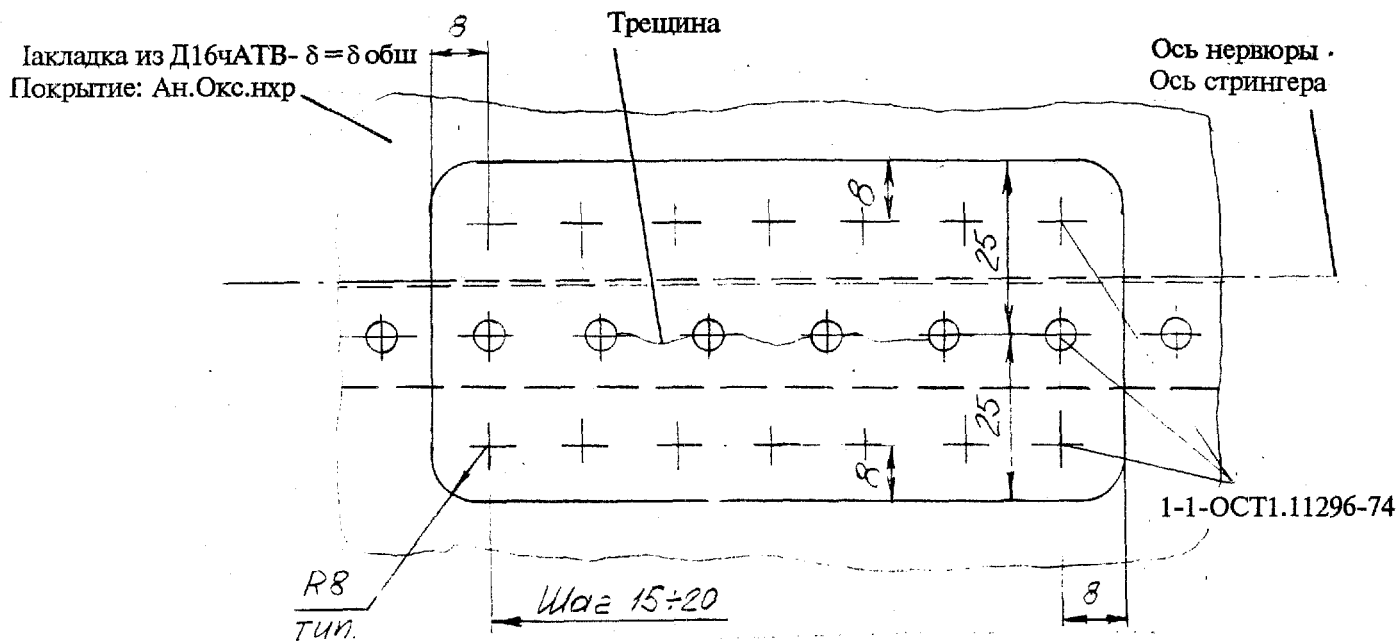 8
Трещина
Iакладка из Д16чАТВ- δ = δ обш
Покрытие: Ан.Окс.нхр
Ось нервюры
Ось стрингера
8
25
25
8
1-1-ОСТ1.11296-74
R8
тип.
Шаг 15÷20
8